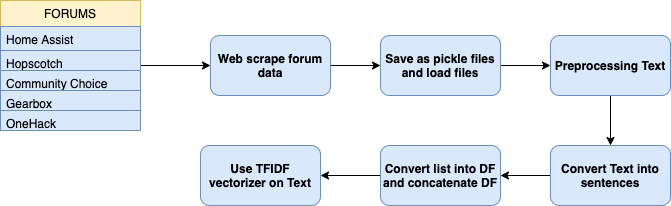 FORUMS
Home Assist
Hopscotch
Community Choice
Gearbox
OneHack
Web scrape forum
data
Save as pickle files
and load files
Preprocessing Text
Convert Text into
sentences
Convert list into DF
and concatenate DF
Use TFIDF
vectorizer on Text